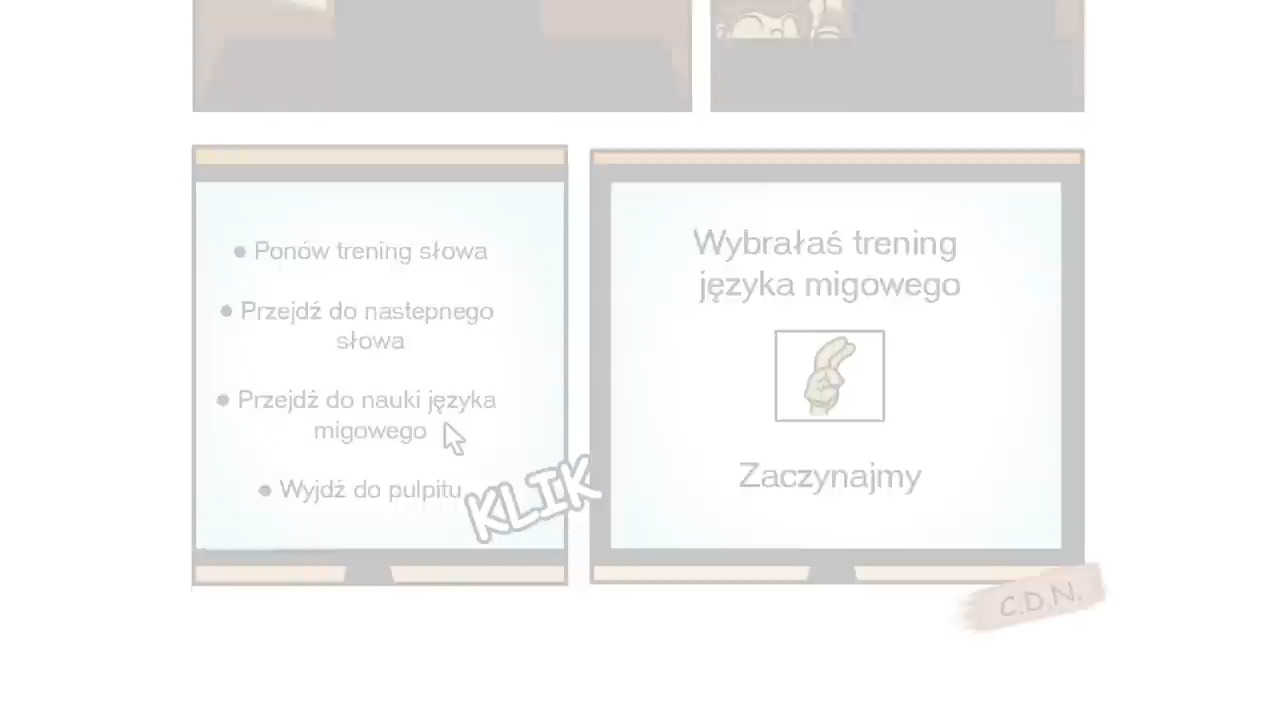 ● Ponów trening słowa
● Przejdź do nastepnego
słowa
● Przejdź do nauki języka
migowego
● Wyjdź do pulpitu
KLIK
Wybrałaś trening
języka migowego
Zaczynajmy
C.D.N.